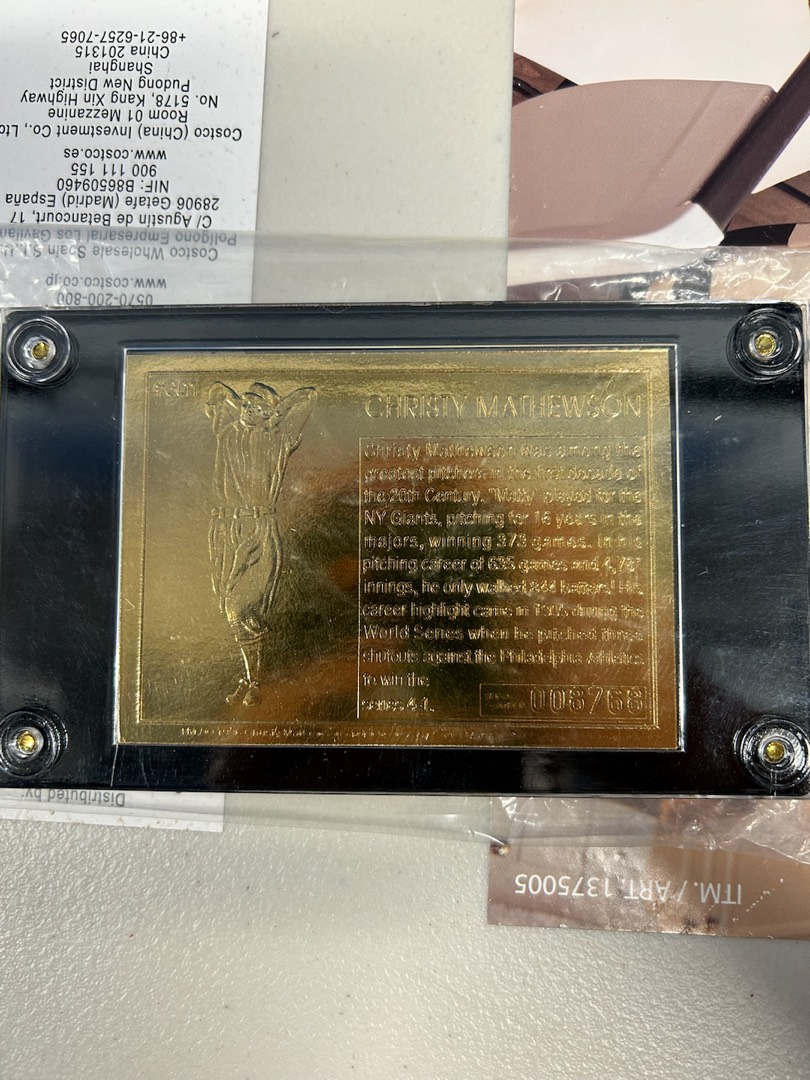 +86-21-6257-7065
China 201315
Shanghai
Pudong New District
No. 5178, Kang Xin Highway
Room 01 Mezzanine
Costco (China) Investment Co., Ltd
www.costco.es
900 111 155
NIF: B86509460
28906 Getafe (Madrid) España
C/ Agustín de Betancourt, 17
Polígono Empresarial Los Gavilan
Costco Wholesale Spain S.L.U
www.costco.co.jp
0570-200-800
CHRISTY MATHEWSON
Christy Mathewson was among the
greatest pitchers in the first decade of
the 20th Century. "Matty" played for the
NY Giants, pitching for 16 years in the
majors, winning 373 games. In his
pitching career of 635 games and 4,787
innings, he only walked 844 batters! His
career highlight came in 1905 during the
World Series when he pitched three
shutouts against the Philadelphia Athletics
to win the
series 4-1.
008768
Distributed by:
ITM. / ART. 1375005